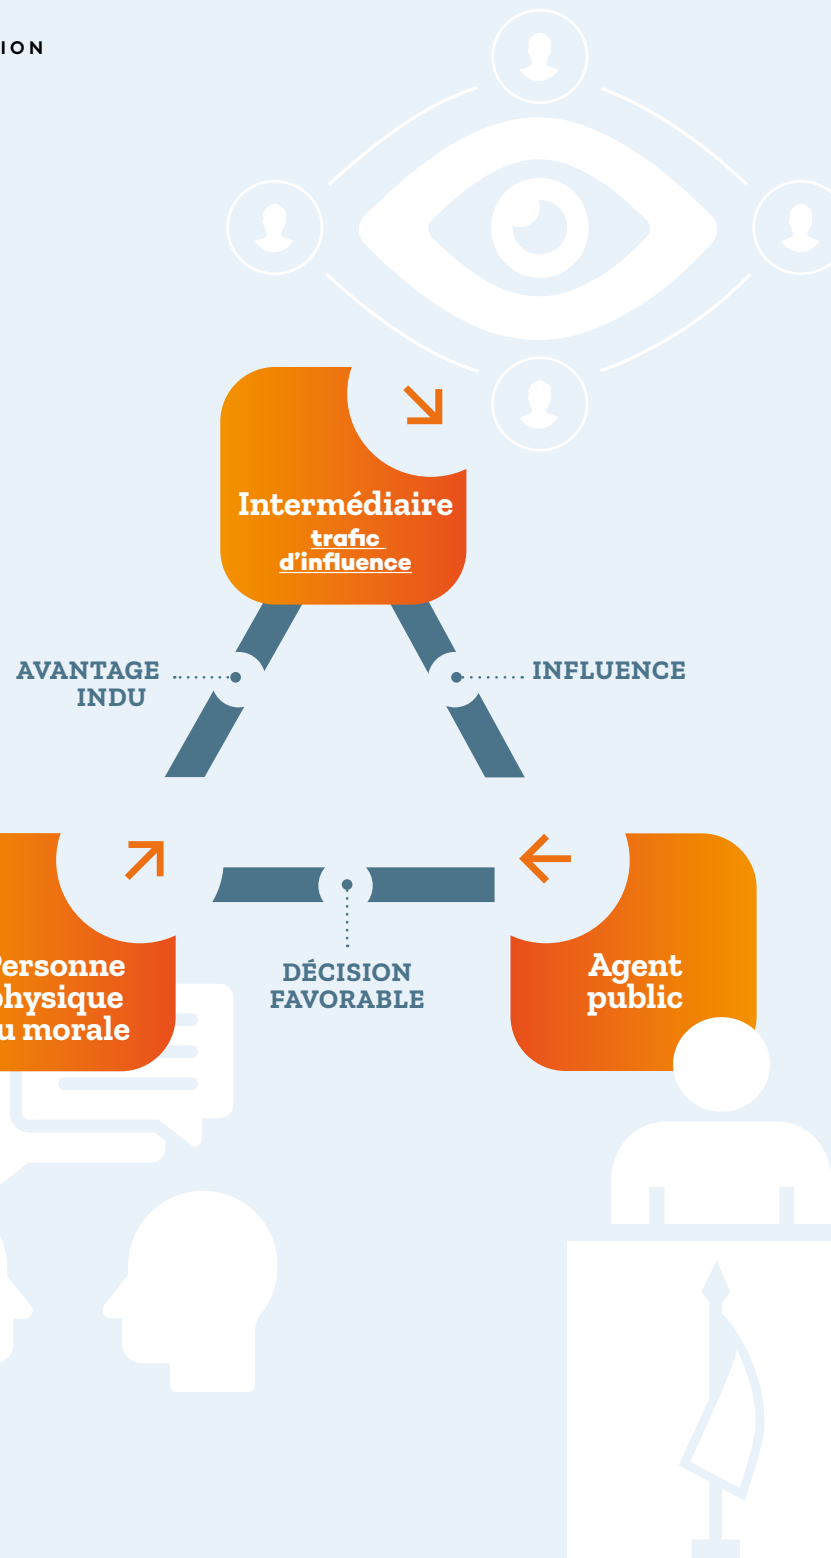 ION
Intermédiaire
trafic
d’influence
AVANTAGE
INDU
INFLUENCE
DÉCISION
FAVORABLE
ersonne
hysique
u morale
Agent
public